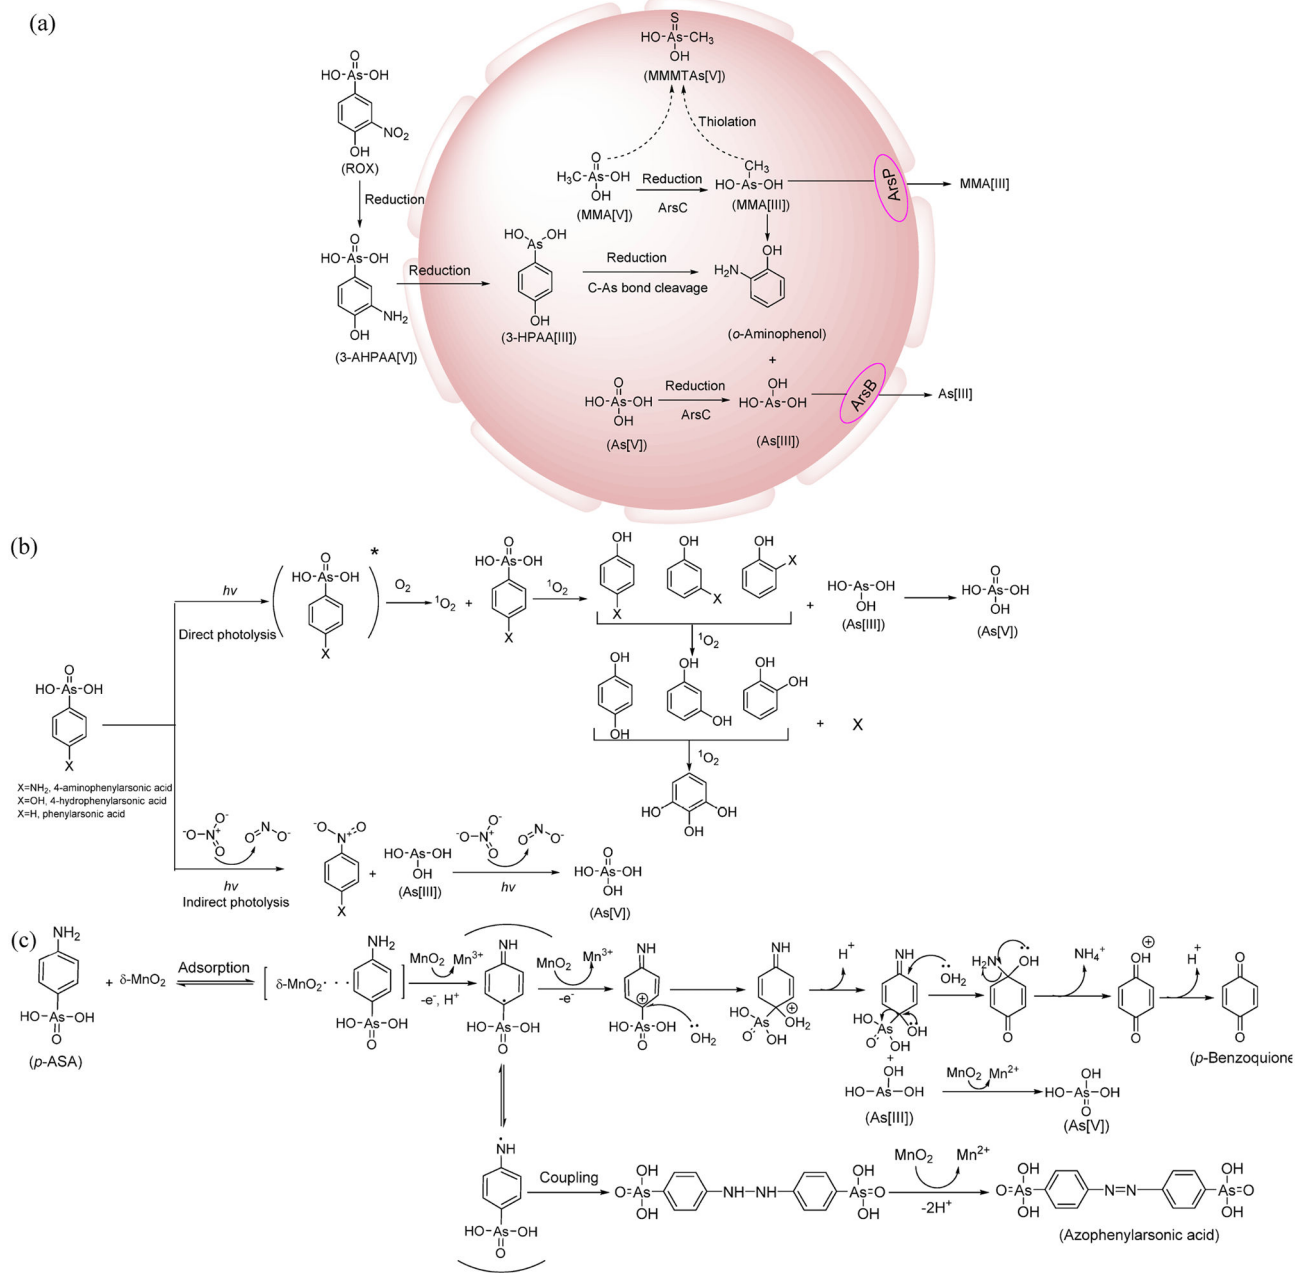 (a)
S
HO-As-CH₃
OH
(MMMTAs[V])
Thiolation
O
HO-As-OH
NO₂
OH
(ROX)
Reduction
O
HO-As-OH
NH₂
OH
(3-AHPAA[V])
Reduction
HO OH
As
OH
(3-HPAA[III])
O
H₃C-As-OH
OH
(MMA[V])
Reduction
ArsC
CH₃
HO-As-OH
(MMA[III])
ArsP
MMA[III]
Reduction
C-As bond cleavage
OH
H₂N
(o-Aminophenol)
+
O
HO-As-OH
OH
(As[V])
Reduction
ArsC
OH
HO-As-OH
(As[III])
ArsB
As[III]
(b)
O
HO-As-OH
X
X=NH₂, 4-aminophenylarsonic acid
X=OH, 4-hydrophenylarsonic acid
X=H, phenylarsonic acid
hv
Direct photolysis
O
HO-As-OH
X
*
O₂
¹O₂
+
O
HO-As-OH
X
¹O₂
OH
X
OH
X
OH
X
+
HO-As-OH
OH
(As[III])
O
HO-As-OH
OH
(As[V])
¹O₂
OH
OH
OH
OH
OH
OH
+ X
¹O₂
HO OH
OH
⁻O N⁺ O⁻
O
O N O⁻
hv
Indirect photolysis
⁻O N⁺ O
X
+
HO-As-OH
OH
(As[III])
⁻O N⁺ O⁻
O
O N O⁻
hv
O
HO-As-OH
OH
(As[V])
(c)
NH₂
HO-As-OH
O
(p-ASA)
+ δ-MnO₂
Adsorption
[
δ-MnO₂· · ·
NH₂
HO-As-OH
O
]
MnO₂ Mn³⁺
-e⁻, H⁺
NH
·
HO-As-OH
O
MnO₂ Mn³⁺
-e⁻
NH
+
HO-As-OH
O
OH₂
NH
+
OH₂
As
O OH
HO
H⁺
NH
OH₂
As OH
O OH
HO
+
OH
HO-As-OH
(As[III])
MnO₂ Mn²⁺
OH
HO-As-OH
O
(As[V])
H₂N OH
O
NH₄⁺
+
OH
O
H⁺
O
O
(p-Benzoquione
·
NH
HO-As-OH
O
Coupling
OH
O=As
OH
NH-NH
OH
As=O
OH
MnO₂ Mn²⁺
-2H⁺
OH
O=As
OH
N=N
OH
As=O
OH
(Azophenylarsonic acid)